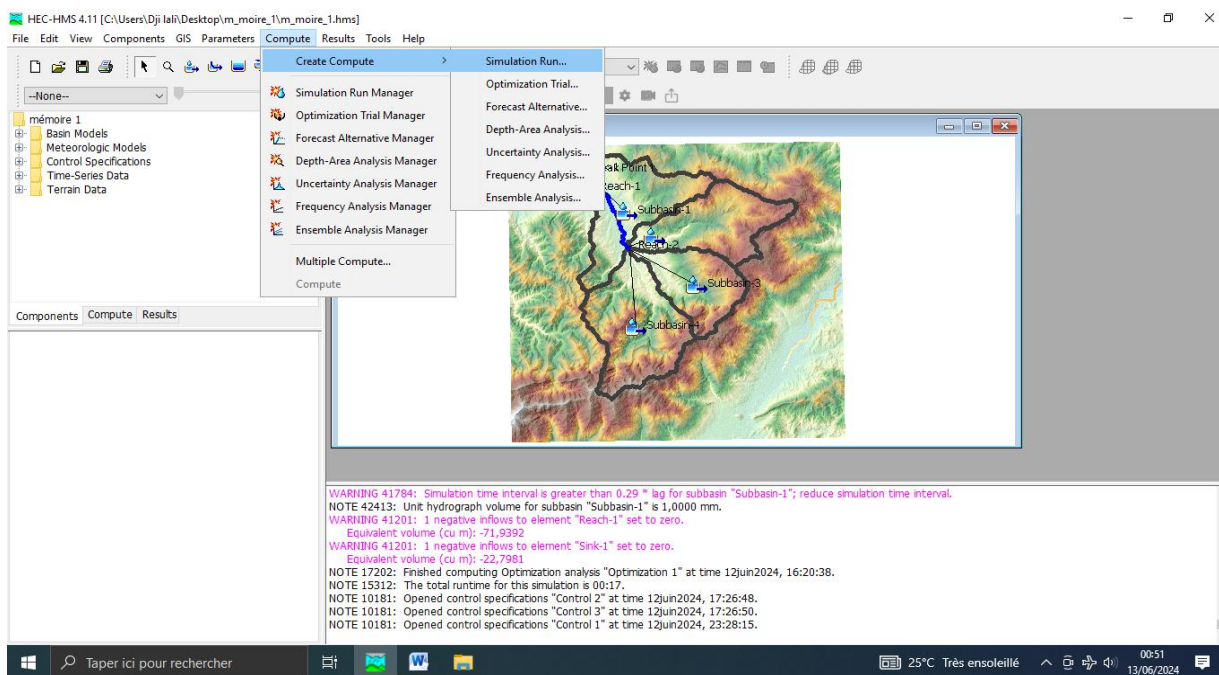 HEC-HMS 4.11 [C:\Users\Dji lali\Desktop\m_moire_1\m_moire_1.hms]
File Edit View Components GIS Parameters Compute Results Tools Help
Create Compute
Simulation Run Manager
Optimization Trial Manager
Forecast Alternative Manager
Depth-Area Analysis Manager
Uncertainty Analysis Manager
Frequency Analysis Manager
Ensemble Analysis Manager
Multiple Compute...
Compute
Simulation Run...
Optimization Trial...
Forecast Alternative...
Depth-Area Analysis...
Uncertainty Analysis...
Frequency Analysis...
Ensemble Analysis...
--None--
mémoire 1
Basin Models
Meteorologic Models
Control Specifications
Time-Series Data
Terrain Data
Components Compute Results
Point
Reach-1
Subbasin-1
Reach-2
Subbasin-3
Subbasin-4
WARNING 41784: Simulation time interval is greater than 0.29 * lag for subbasin "Subbasin-1"; reduce simulation time interval.
NOTE 42413: Unit hydrograph volume for subbasin "Subbasin-1" is 1,0000 mm.
WARNING 41201: 1 negative inflows to element "Reach-1" set to zero.
Equivalent volume (cu m): -71,9392
WARNING 41201: 1 negative inflows to element "Sink-1" set to zero.
Equivalent volume (cu m): -22,7981
NOTE 17202: Finished computing Optimization analysis "Optimization 1" at time 12juin2024, 16:20:38.
NOTE 15312: The total runtime for this simulation is 00:17.
NOTE 10181: Opened control specifications "Control 2" at time 12juin2024, 17:26:48.
NOTE 10181: Opened control specifications "Control 3" at time 12juin2024, 17:26:50.
NOTE 10181: Opened control specifications "Control 1" at time 12juin2024, 23:28:15.
Taper ici pour rechercher
25°C Très ensoleillé
00:51
13/06/2024